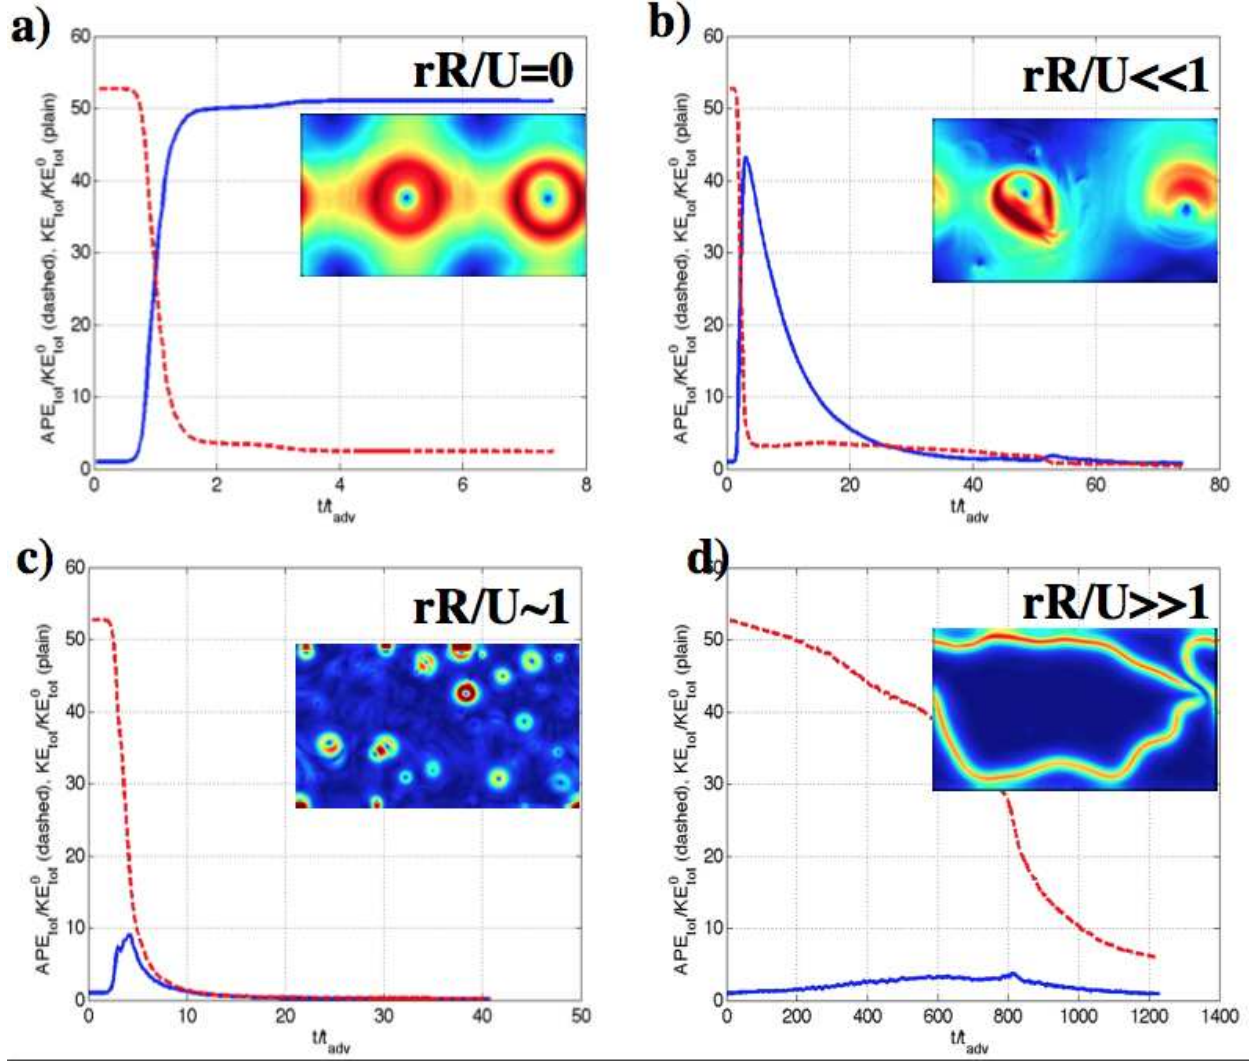 a)
rR/U=0
APE_tot/KE^0_tot (dashed), KE_tot/KE^0_tot (plain)
60
50
40
30
20
10
0
0 2 4 6 8
t/t_adv
b)
rR/U<<1
APE_tot/KE^0_tot (dashed), KE_tot/KE^0_tot (plain)
60
50
40
30
20
10
0
0 20 40 60 80
t/t_adv
c)
rR/U~1
APE_tot/KE^0_tot (dashed), KE_tot/KE^0_tot (plain)
60
50
40
30
20
10
0
0 10 20 30 40 50
t/t_adv
d)
rR/U>>1
APE_tot/KE^0_tot (dashed), KE_tot/KE^0_tot (plain)
60
50
40
30
20
10
0
0 200 400 600 800 1000 1200 1400
t/t_adv